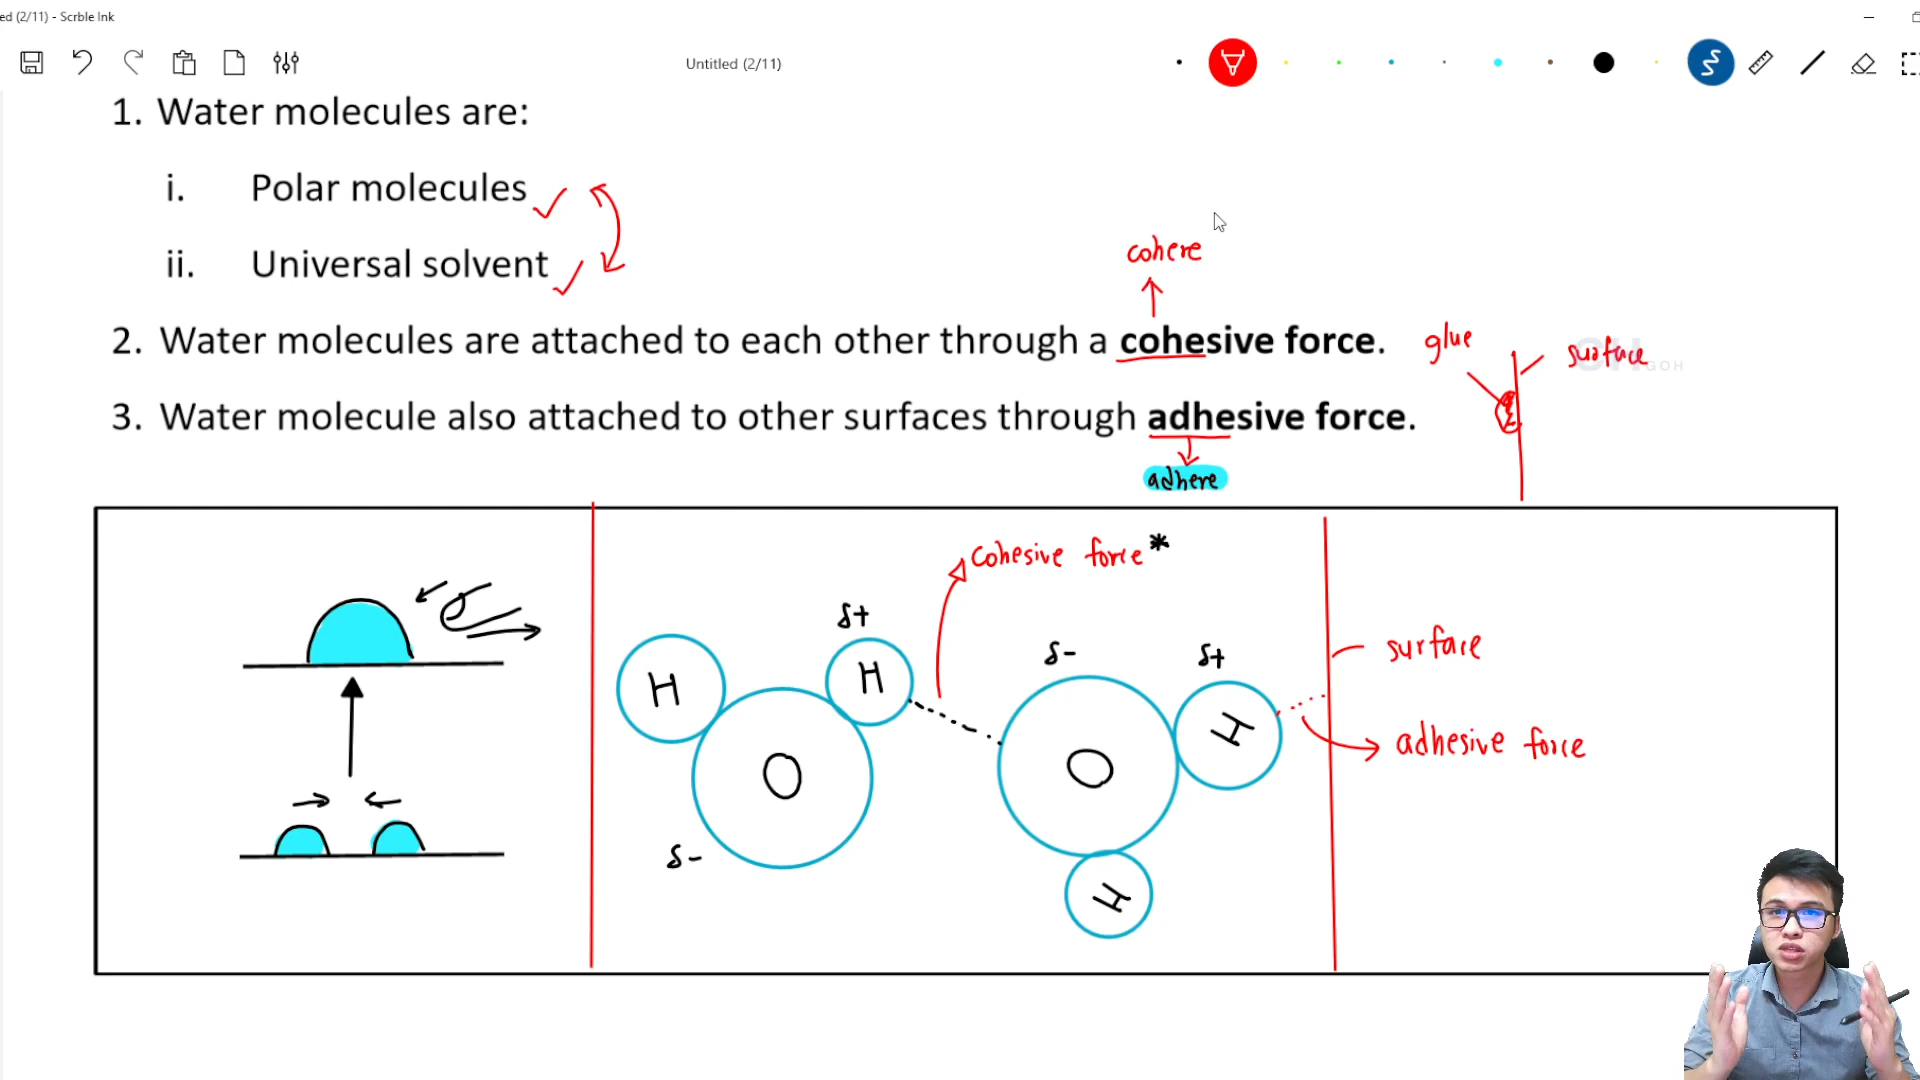 ed (2/11) - Scrble Ink
Untitled (2/11)
1. Water molecules are:
i. Polar molecules
ii. Universal solvent
cohere
2. Water molecules are attached to each other through a cohesive force.
glue
surface
GOH
3. Water molecule also attached to other surfaces through adhesive force.
adhere
cohesive force*
δ+
δ-
δ+
H
H
O
O
H
H
δ-
surface
adhesive force